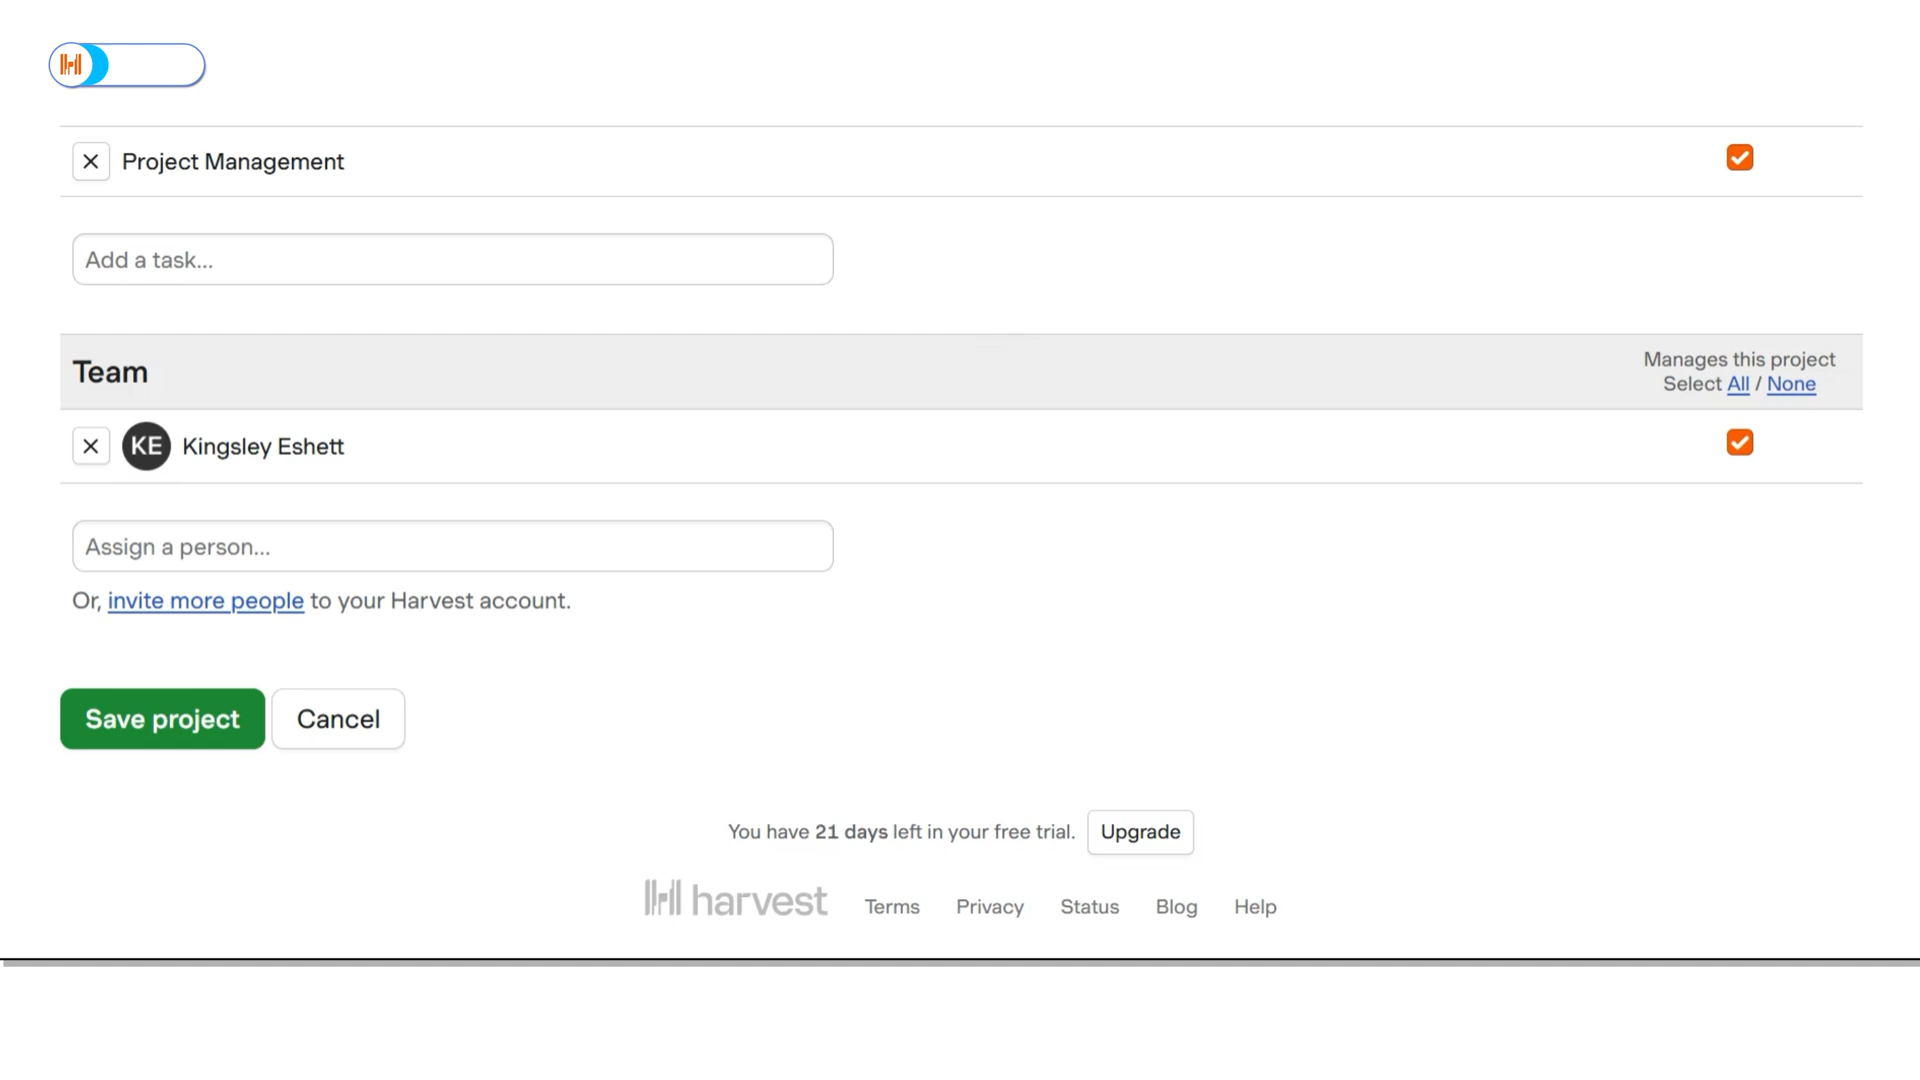 Project Management
Add a task...
Team
Manages this project
Select All / None
KE Kingsley Eshett
Assign a person...
Or, invite more people to your Harvest account.
Save project Cancel
You have 21 days left in your free trial. Upgrade
harvest Terms Privacy Status Blog Help